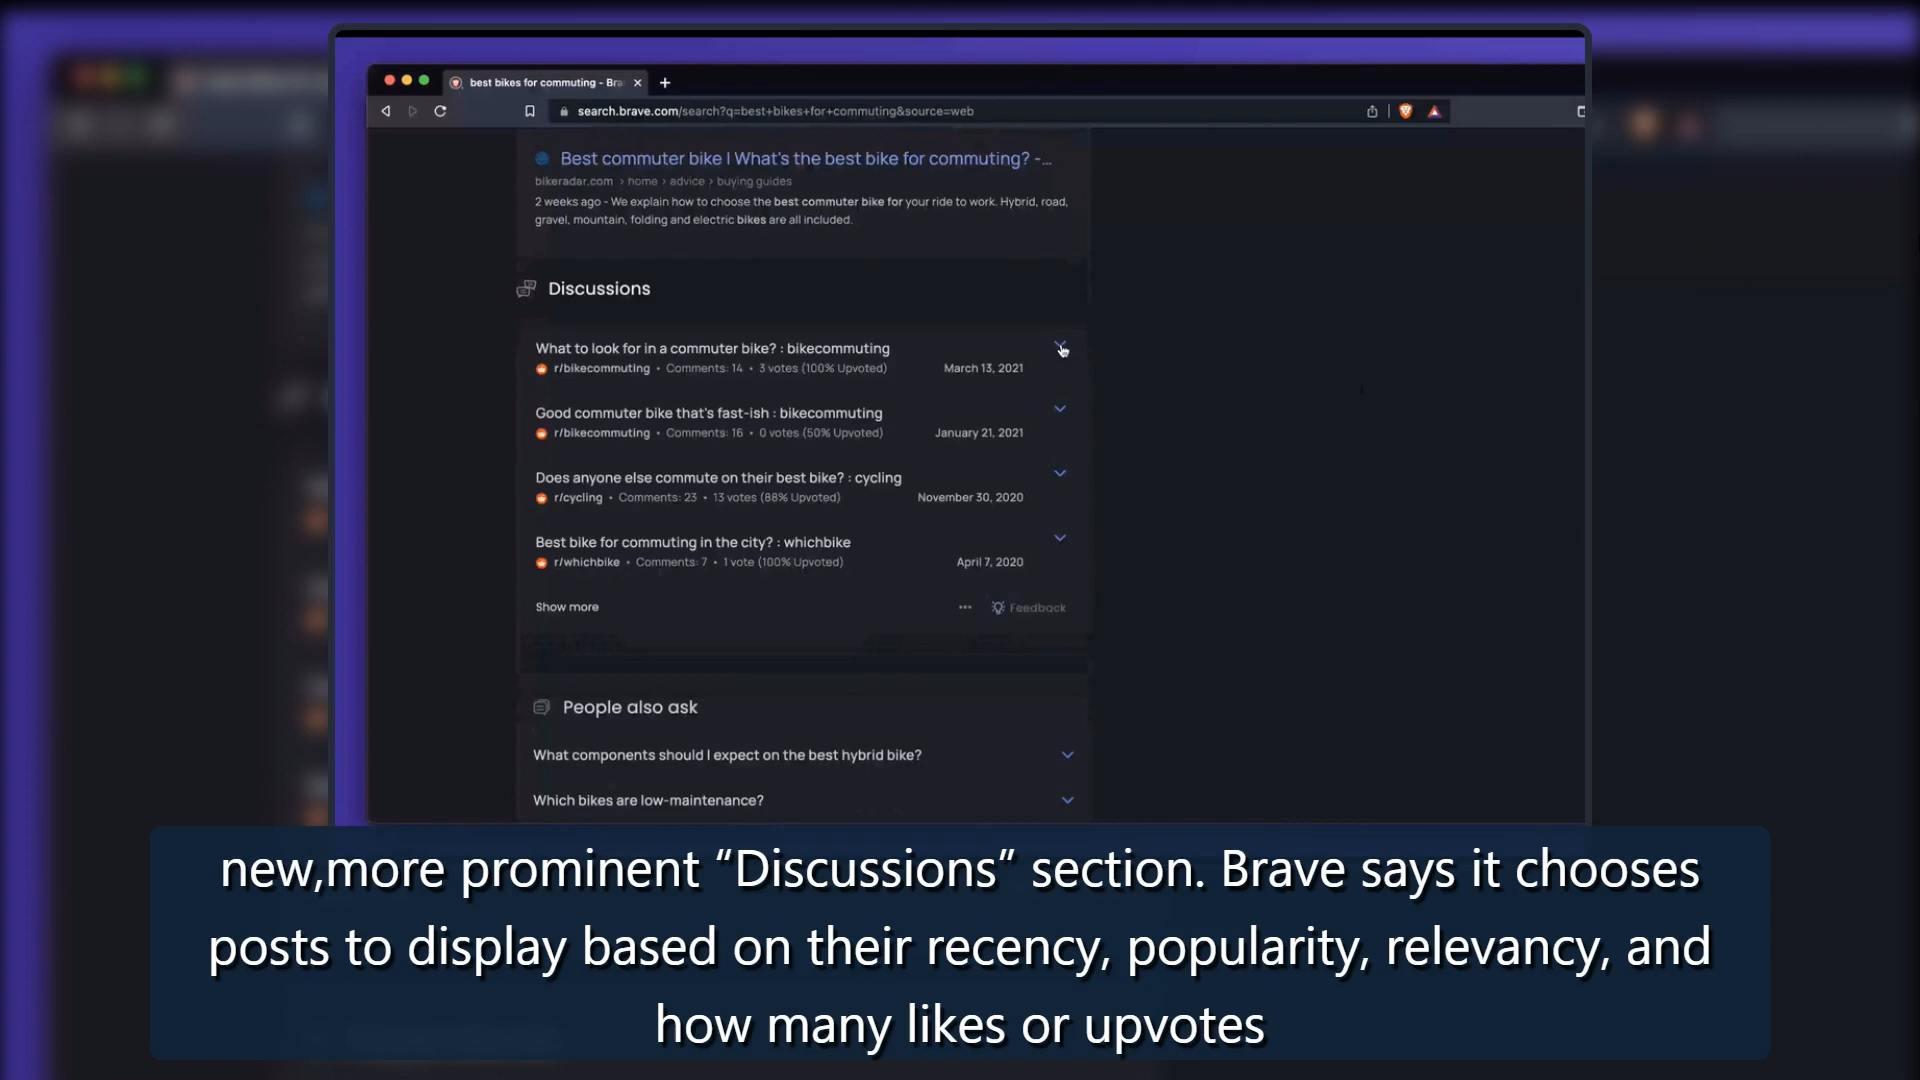 best bikes for commuting - Bra
search.brave.com/search?q=best+bikes+for+commuting&source=web
Best commuter bike | What's the best bike for commuting? -...
bikeradar.com › home › advice › buying guides
2 weeks ago - We explain how to choose the best commuter bike for your ride to work. Hybrid, road,
gravel, mountain, folding and electric bikes are all included.
Discussions
What to look for in a commuter bike? : bikecommuting
r/bikecommuting • Comments: 14 • 3 votes (100% Upvoted) March 13, 2021
Good commuter bike that's fast-ish : bikecommuting
r/bikecommuting • Comments: 16 • 0 votes (50% Upvoted) January 21, 2021
Does anyone else commute on their best bike? : cycling
r/cycling • Comments: 23 • 13 votes (88% Upvoted) November 30, 2020
Best bike for commuting in the city? : whichbike
r/whichbike • Comments: 7 • 1 vote (100% Upvoted) April 7, 2020
Show more ... Feedback
People also ask
What components should I expect on the best hybrid bike?
Which bikes are low-maintenance?
new,more prominent “Discussions” section. Brave says it chooses
posts to display based on their recency, popularity, relevancy, and
how many likes or upvotes